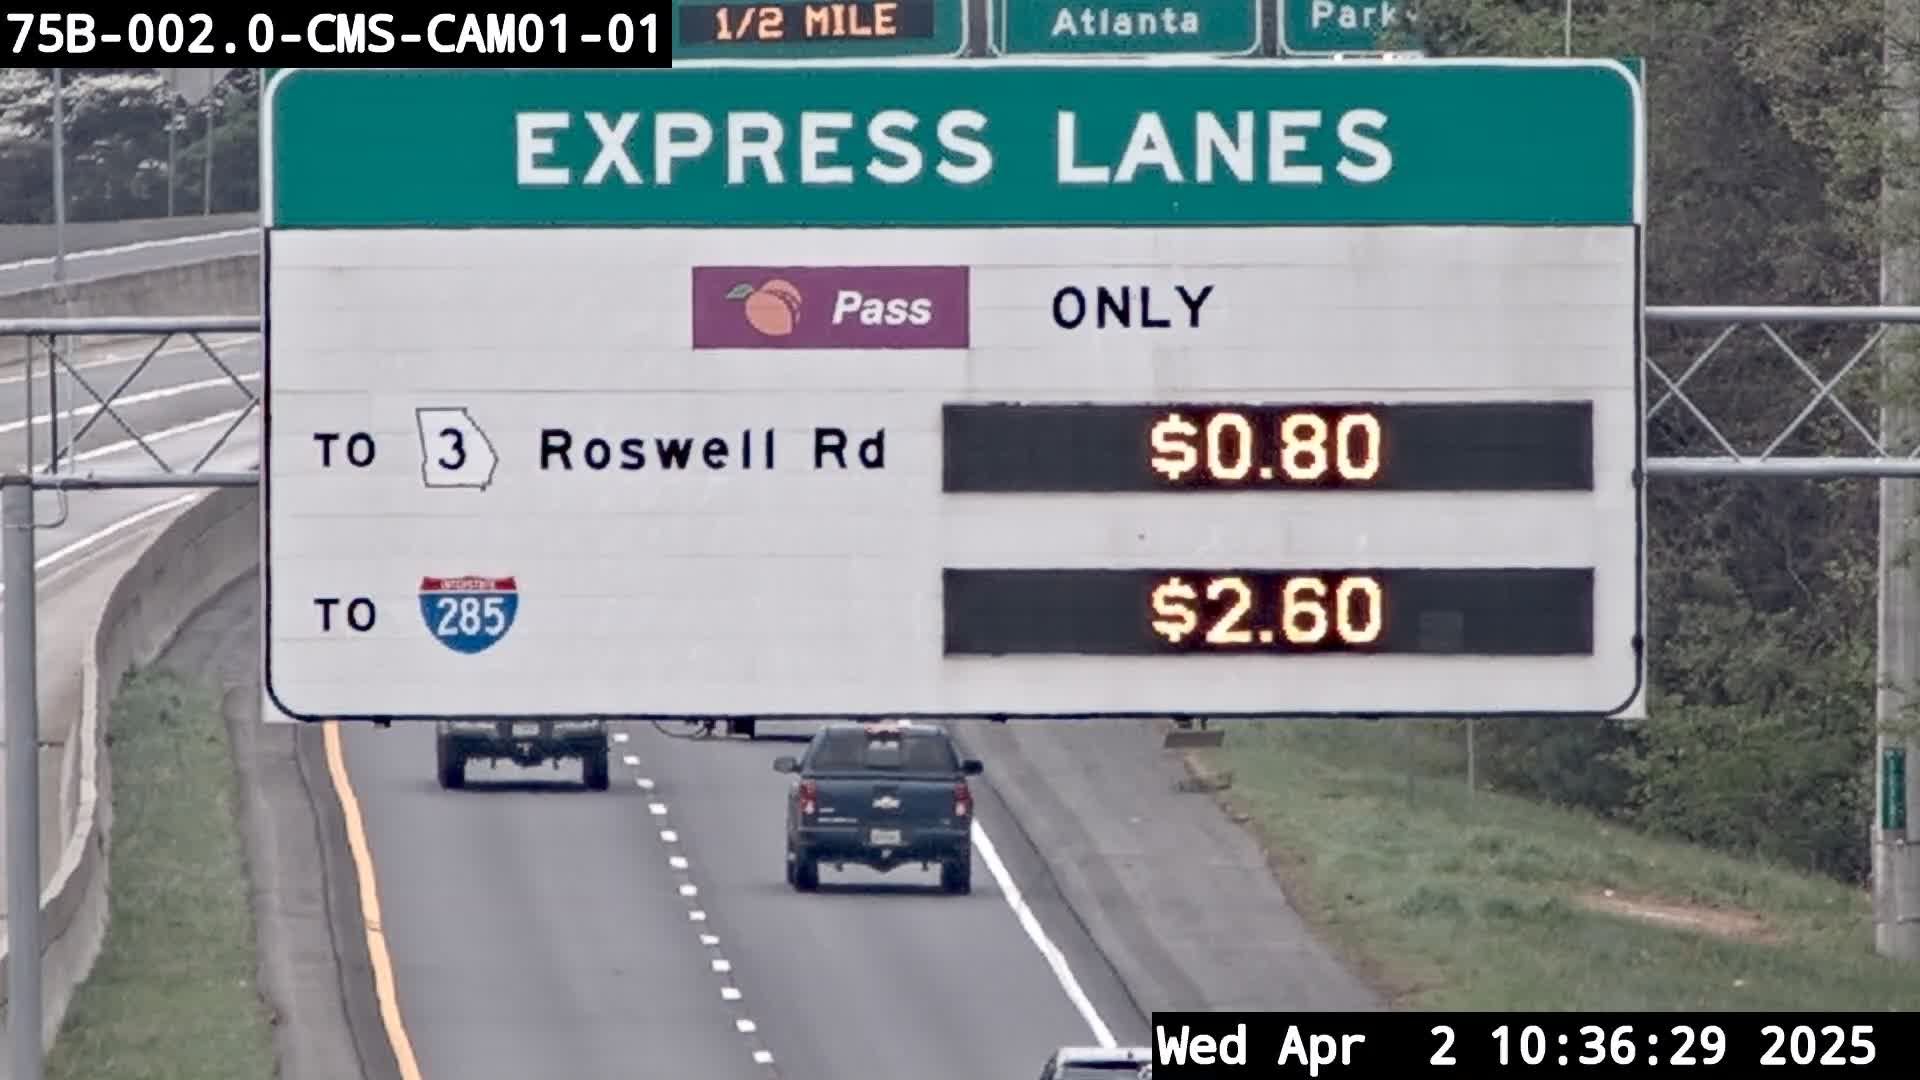 75B-002.0-CMS-CAM01-01
1/2 MILE
Atlanta
EXPRESS LANES
Pass ONLY
TO 3 Roswell Rd $0.80
TO INTERSTATE 285 $2.60
Wed Apr 2 10:36:29 2025